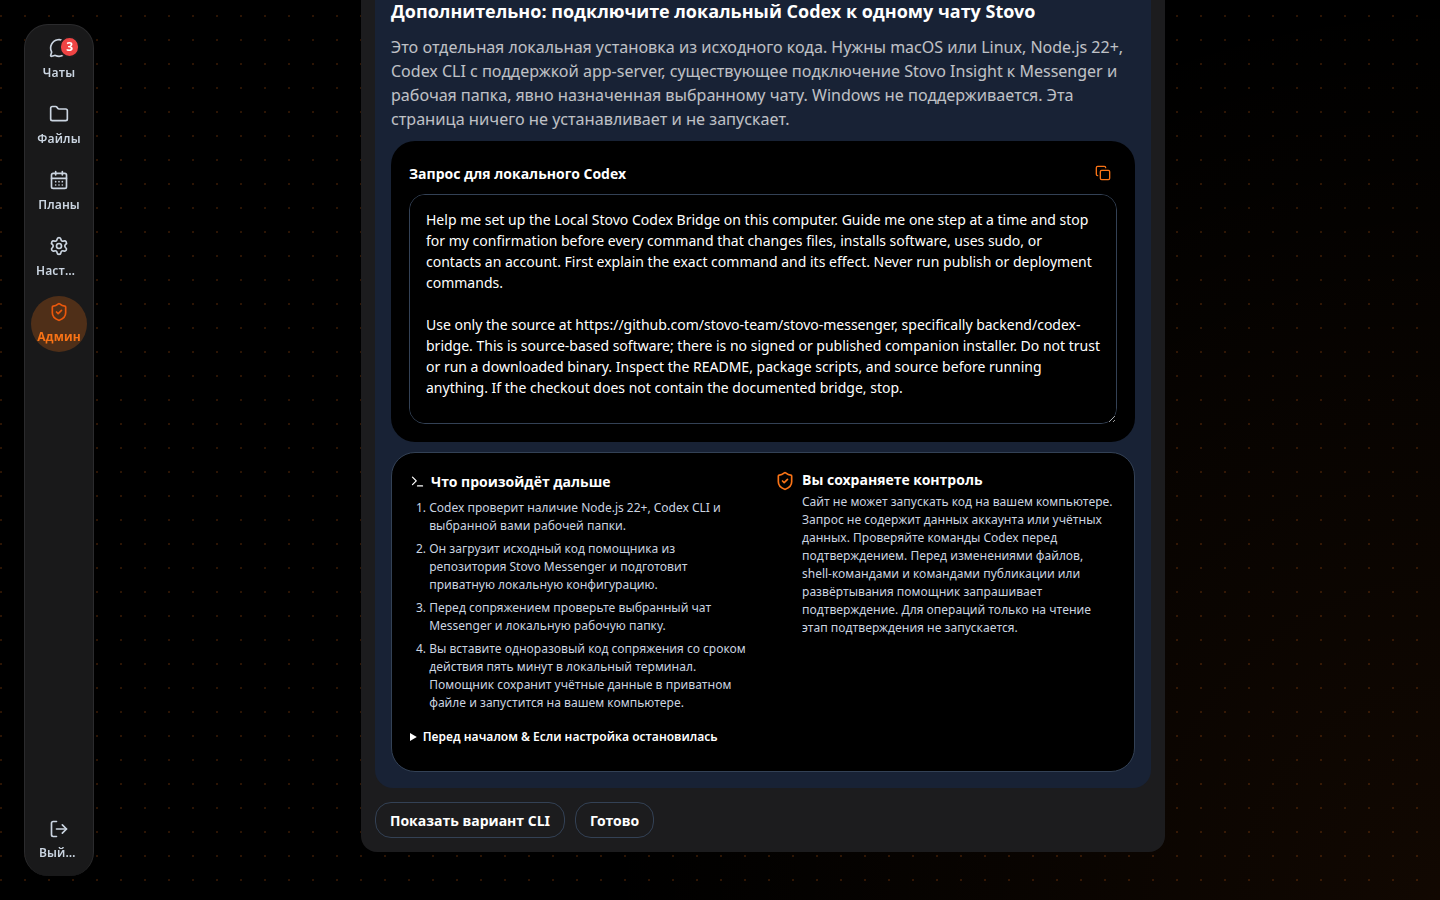 Дополнительно: подключите локальный Codex к одному чату Stovo
Это отдельная локальная установка из исходного кода. Нужны macOS или Linux, Node.js 22+,
Codex CLI с поддержкой app-server, существующее подключение Stovo Insight к Messenger и
рабочая папка, явно назначенная выбранному чату. Windows не поддерживается. Эта
страница ничего не устанавливает и не запускает.
3
Чаты
Файлы
Планы
Наст...
Админ
Вый...
Запрос для локального Codex
Help me set up the Local Stovo Codex Bridge on this computer. Guide me one step at a time and stop
for my confirmation before every command that changes files, installs software, uses sudo, or
contacts an account. First explain the exact command and its effect. Never run publish or deployment
commands.
Use only the source at https://github.com/stovo-team/stovo-messenger, specifically backend/codex-
bridge. This is source-based software; there is no signed or published companion installer. Do not trust
or run a downloaded binary. Inspect the README, package scripts, and source before running
anything. If the checkout does not contain the documented bridge, stop.
Что произойдёт дальше
1. Codex проверит наличие Node.js 22+, Codex CLI и
выбранной вами рабочей папки.
2. Он загрузит исходный код помощника из
репозитория Stovo Messenger и подготовит
приватную локальную конфигурацию.
3. Перед сопряжением проверьте выбранный чат
Messenger и локальную рабочую папку.
4. Вы вставите одноразовый код сопряжения со сроком
действия пять минут в локальный терминал.
Помощник сохранит учётные данные в приватном
файле и запустится на вашем компьютере.
Вы сохраняете контроль
Сайт не может запускать код на вашем компьютере.
Запрос не содержит данных аккаунта или учётных
данных. Проверяйте команды Codex перед
подтверждением. Перед изменениями файлов,
shell-командами и командами публикации или
развёртывания помощник запрашивает
подтверждение. Для операций только на чтение
этап подтверждения не запускается.
Перед началом & Если настройка остановилась
Показать вариант CLI
Готово